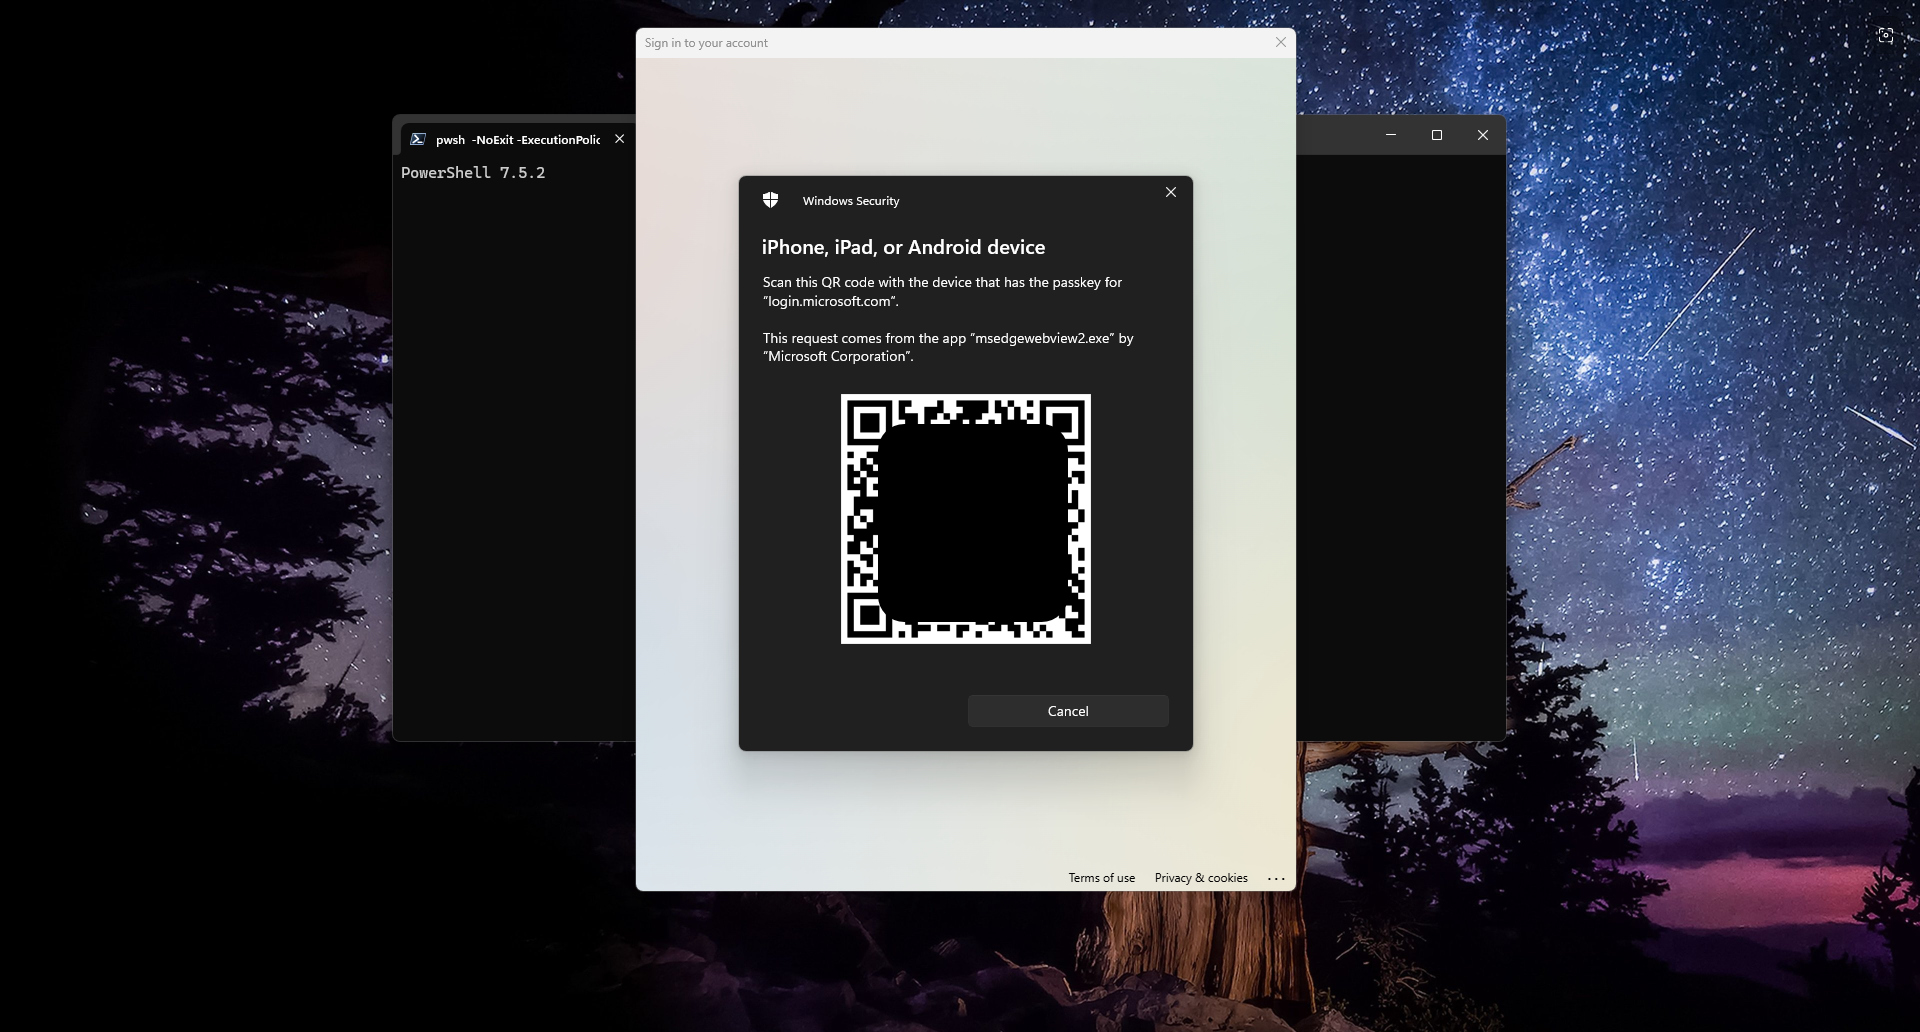 Sign in to your account
pwsh -NoExit -ExecutionPolic
PowerShell 7.5.2
Windows Security
iPhone, iPad, or Android device
Scan this QR code with the device that has the passkey for
"login.microsoft.com".
This request comes from the app "msedgewebview2.exe" by
"Microsoft Corporation".
Cancel
Terms of use Privacy & cookies ...